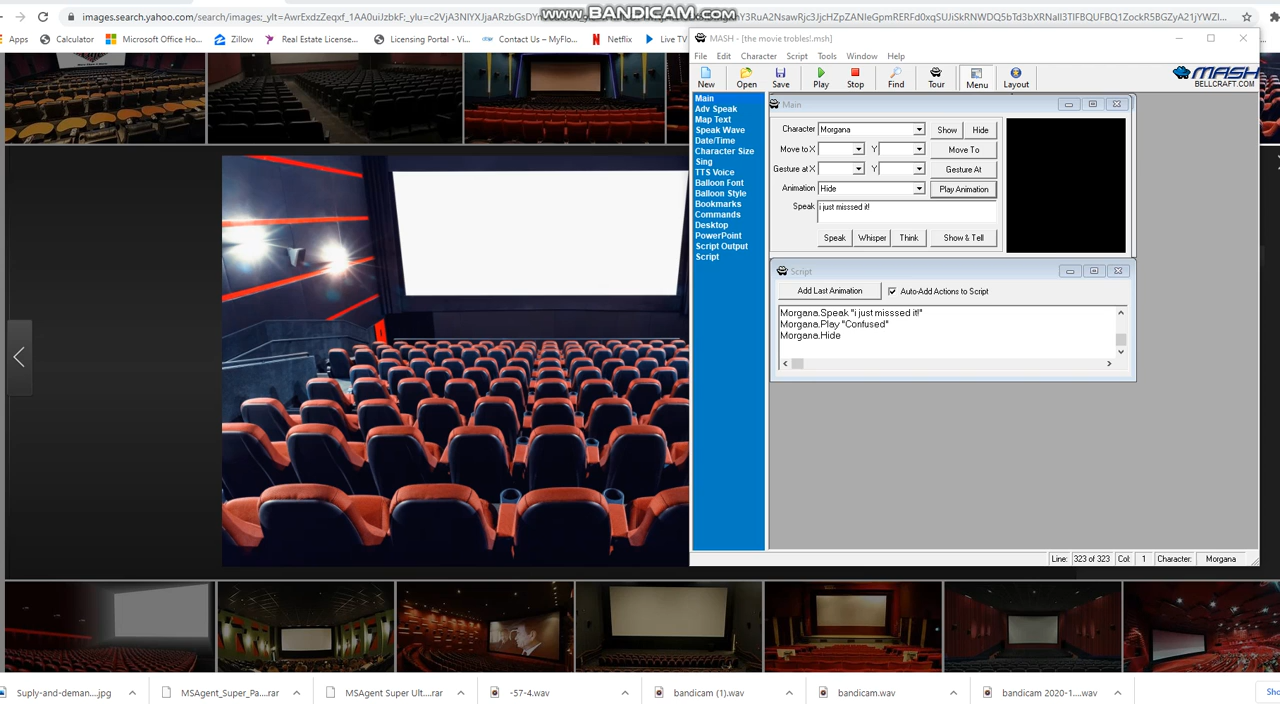 www.BANDICAM.com
images.search.yahoo.com/search/images;_ylt=
Apps Calculator Microsoft Office Ho... Zillow Real Estate License... Licensing Portal - Lic... Contact Us – MyFlo... Netflix Live TV
MASH - [the movie trobles!.msh]
File Edit Character Script Tools Window Help
New Open Save Play Stop Find Tour Menu Layout
MASH
BELLCRAFT.COM
Main
Adv Speak
Map Text
Speak Wave
Date/Time
Character Size
Sing
TTS Voice
Balloon Font
Balloon Style
Bookmarks
Commands
Desktop
PowerPoint
Script Output
Script
Main
Character Morgana Show Hide
Move to X Y Move To
Gesture at X Y Gesture At
Animation Hide Play Animation
Speak i just misssed it!
Speak Whisper Think Show & Tell
Script
Add Last Animation Auto-Add Actions to Script
Morgana.Speak "i just misssed it!"
Morgana.Play "Confused"
Morgana.Hide
Line: 323 of 323 Col: 1 Character: Morgana
Suply-and-deman....jpg MSAgent_Super_Pa....rar MSAgent Super Ult....rar -57-4.wav bandicam (1).wav bandicam.wav bandicam 2020-1....wav Sho